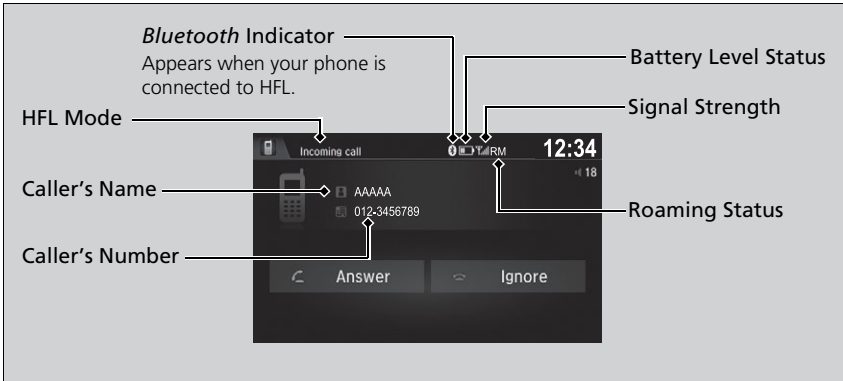 Bluetooth Indicator
Appears when your phone is
connected to HFL.
Battery Level Status
Signal Strength
HFL Mode
Incoming call
RM
12:34
18
Caller's Name
AAAAA
012-3456789
Roaming Status
Caller's Number
Answer
Ignore